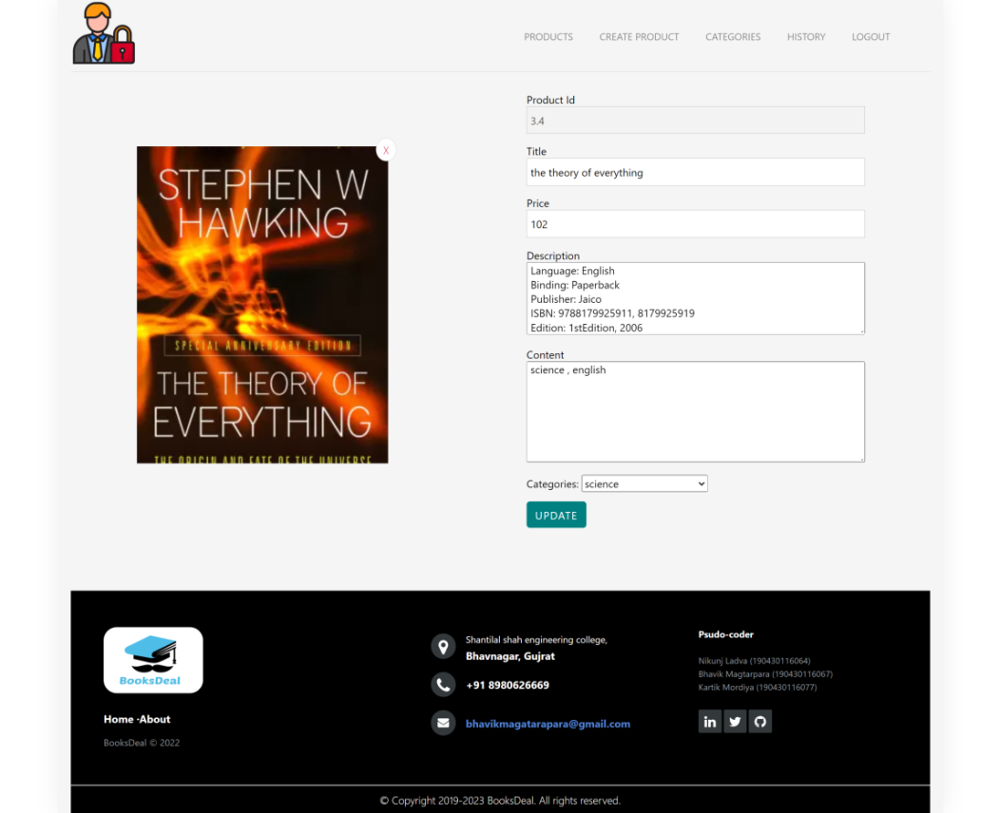 PRODUCTS CREATE PRODUCT CATEGORIES HISTORY LOGOUT
X
STEPHEN W
HAWKING
SPECIAL ANNIVERSARY EDITION
THE THEORY OF
EVERYTHING
THE ORIGIN AND FATE OF THE UNIVERSE
Product Id
3.4
Title
the theory of everything
Price
102
Description
Language: English
Binding: Paperback
Publisher: Jaico
ISBN: 9788179925911, 8179925919
Edition: 1stEdition, 2006
Content
science , english
Categories: science
UPDATE
BooksDeal
Home ·About
BooksDeal © 2022
Shantilal shah engineering college,
Bhavnagar, Gujrat
+91 8980626669
bhavikmagatarapara@gmail.com
Psudo-coder
Nikunj Ladva (190430116064)
Bhavik Magtarpara (190430116067)
Kartik Mordiya (190430116077)
in
© Copyright 2019-2023 BooksDeal. All rights reserved.